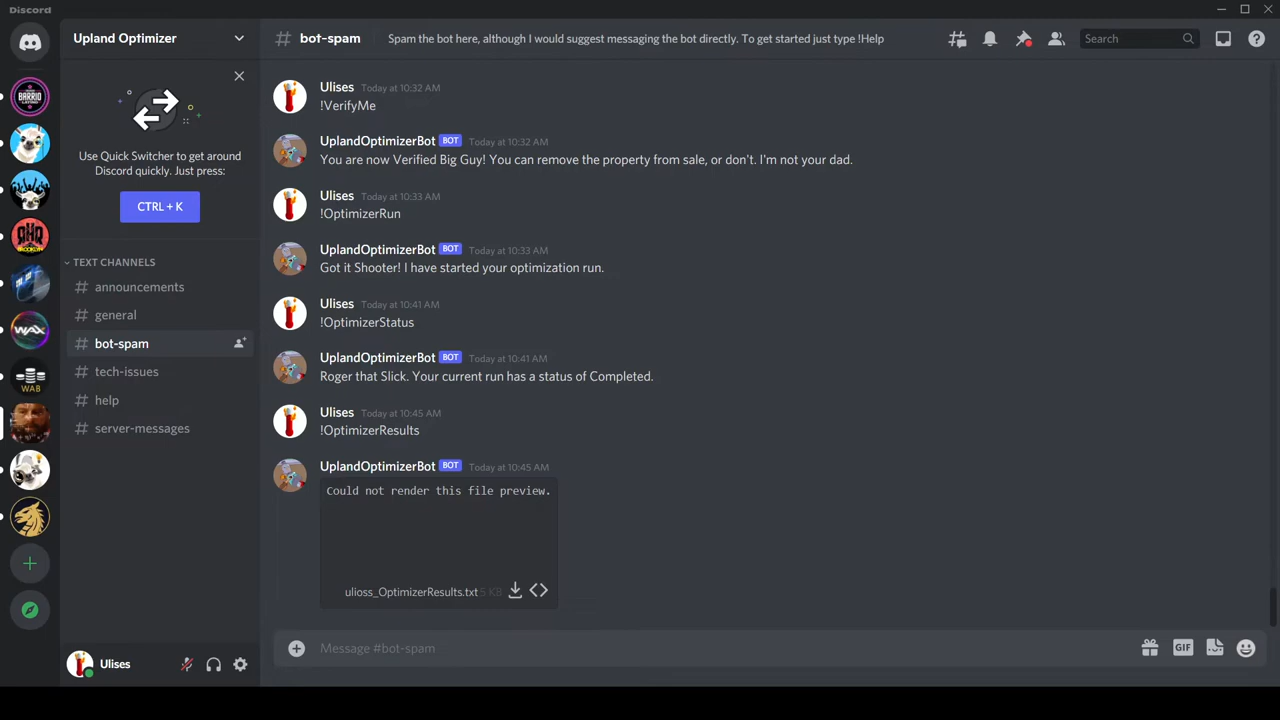 Discord
Upland Optimizer
bot-spam
Spam the bot here, although I would suggest messaging the bot directly. To get started just type !Help
Search
Use Quick Switcher to get around
Discord quickly. Just press:
CTRL + K
TEXT CHANNELS
announcements
general
bot-spam
tech-issues
help
server-messages
Ulises
BARRIO
LATINO
WAX
WAB
Ulises Today at 10:32 AM
!VerifyMe
UplandOptimizerBot BOT Today at 10:32 AM
You are now Verified Big Guy! You can remove the property from sale, or don't. I'm not your dad.
Ulises Today at 10:33 AM
!OptimizerRun
UplandOptimizerBot BOT Today at 10:33 AM
Got it Shooter! I have started your optimization run.
Ulises Today at 10:41 AM
!OptimizerStatus
UplandOptimizerBot BOT Today at 10:41 AM
Roger that Slick. Your current run has a status of Completed.
Ulises Today at 10:45 AM
!OptimizerResults
UplandOptimizerBot BOT Today at 10:45 AM
Could not render this file preview.
ulioss_OptimizerResults.txt 5 KB
Message #bot-spam
GIF